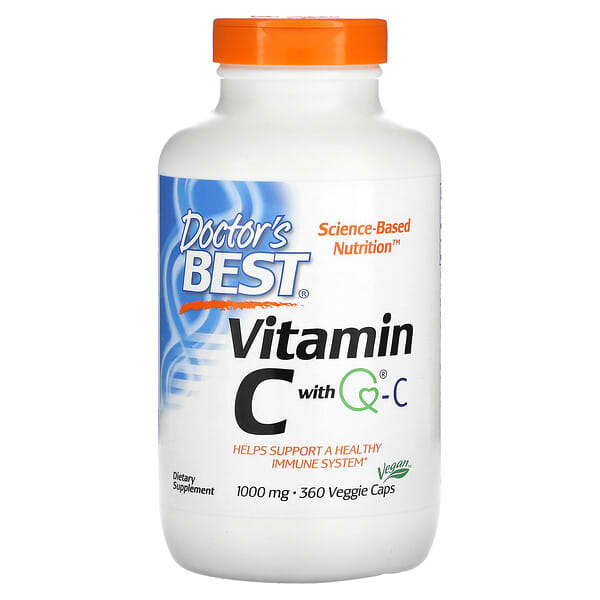 Doctor's
BEST®
Science-Based
Nutrition™
Vitamin
C with Q®-C
HELPS SUPPORT A HEALTHY
IMMUNE SYSTEM*
Vegan
Dietary
Supplement
1000 mg • 360 Veggie Caps